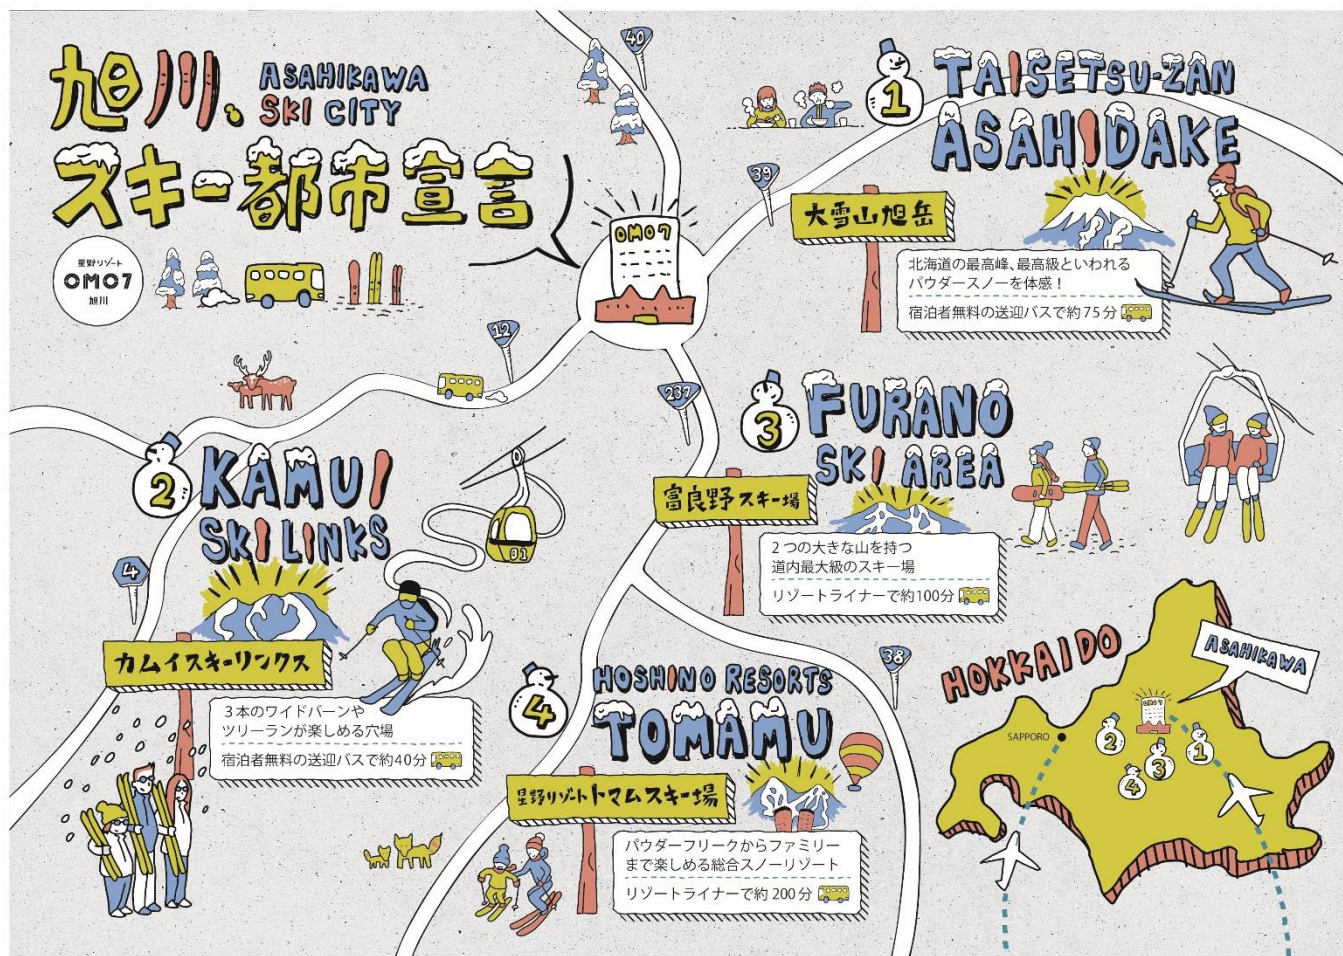 旭川、
ASAHIKAWA
SKI CITY
スキー都市宣言
星野リゾート
OMO7
旭川
40
OMO7
39
12
237
1
TAISETSU-ZAN
ASAHIDAKE
大雪山旭岳
北海道の最高峰、最高級といわれる
パウダースノーを体感！
宿泊者無料の送迎バスで約75分
2
KAMUI
SKI LINKS
4
カムイスキーリンクス
3本のワイドバーンや
ツリーランが楽しめる穴場
宿泊者無料の送迎バスで約40分
31
3
FURANO
SKI AREA
富良野スキー場
2つの大きな山を持つ
道内最大級のスキー場
リゾートライナーで約100分
38
4
HOSHINO RESORTS
TOMAMU
星野リゾートトマムスキー場
パウダーフリークからファミリー
まで楽しめる総合スノーリゾート
リゾートライナーで約200分
HOKKAIDO
ASAHIKAWA
OMO7
SAPPORO
2
1
3
4